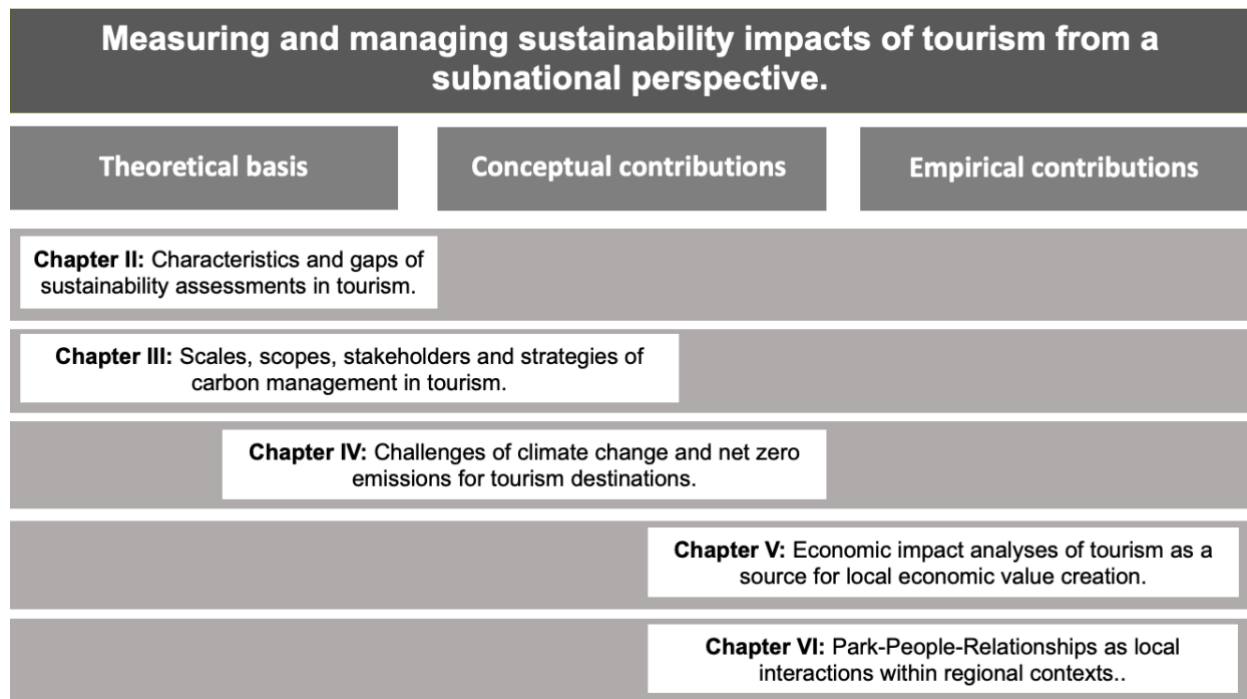 Measuring and managing sustainability impacts of tourism from a
subnational perspective.
Theoretical basis
Conceptual contributions
Empirical contributions
Chapter II: Characteristics and gaps of
sustainability assessments in tourism.
Chapter III: Scales, scopes, stakeholders and strategies of
carbon management in tourism.
Chapter IV: Challenges of climate change and net zero
emissions for tourism destinations.
Chapter V: Economic impact analyses of tourism as a
source for local economic value creation.
Chapter VI: Park-People-Relationships as local
interactions within regional contexts..